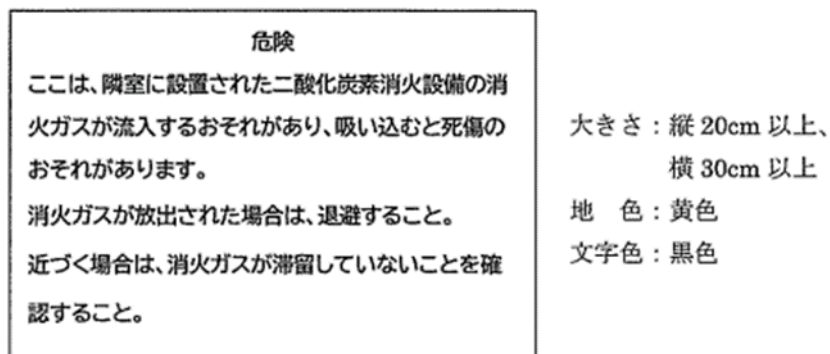 危険
ここは、隣室に設置された二酸化炭素消火設備の消
火ガスが流入するおそれがあり、吸い込むと死傷の
おそれがあります。
消火ガスが放出された場合は、退避すること。
近づく場合は、消火ガスが滞留していないことを確
認すること。
大きさ：縦 20cm 以上、
横 30cm 以上
地　色：黄色
文字色：黒色